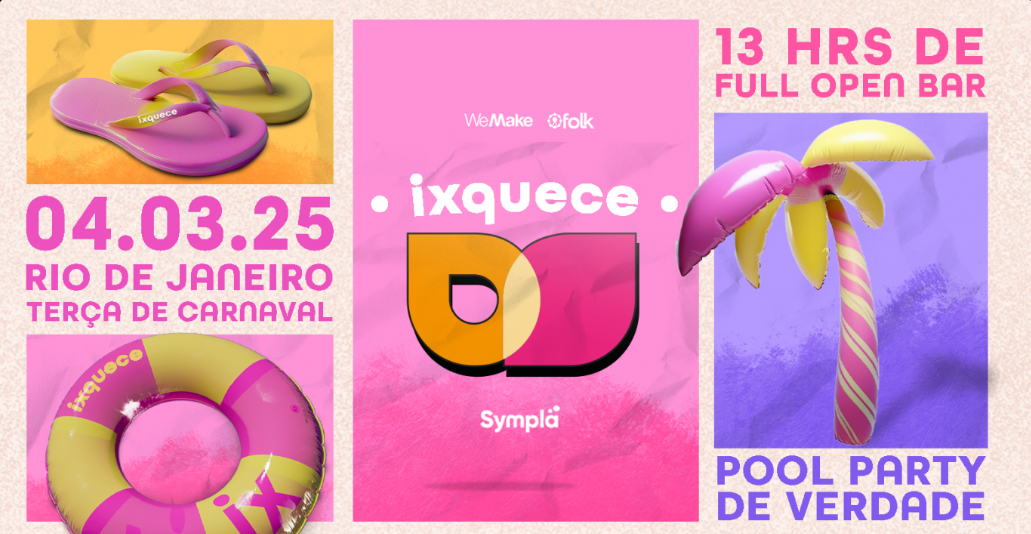 ixquece
04.03.25
RIO DE JANEIRO
TERÇA DE CARNAVAL
ixquece
ix
WeMake folk
• ixquece •
Sympla
13 HRS DE
FULL OPEN BAR
POOL PARTY
DE VERDADE